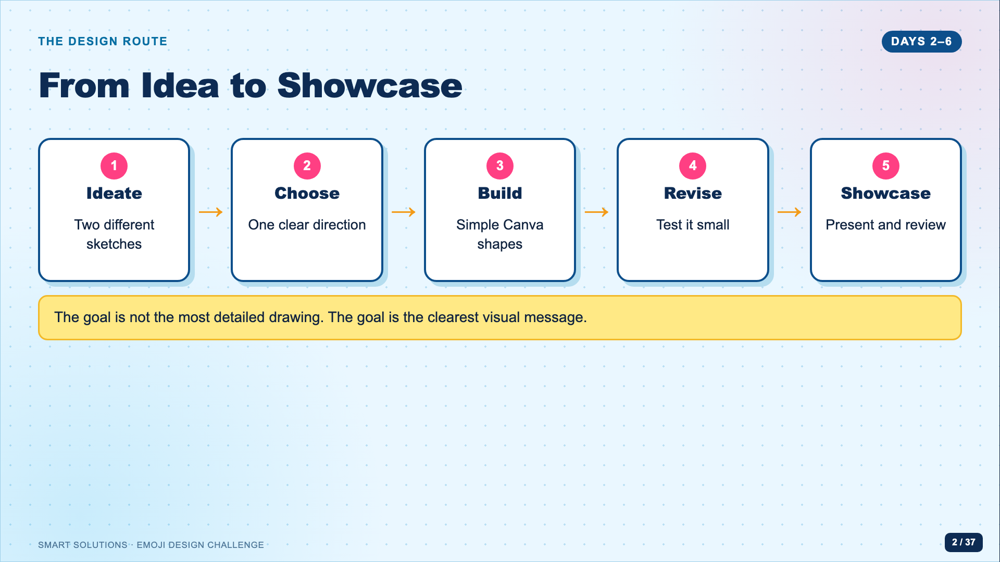 THE DESIGN ROUTE
DAYS 2–6
From Idea to Showcase
1
Ideate
Two different
sketches
→
2
Choose
One clear direction
→
3
Build
Simple Canva
shapes
→
4
Revise
Test it small
→
5
Showcase
Present and review
The goal is not the most detailed drawing. The goal is the clearest visual message.
SMART SOLUTIONS · EMOJI DESIGN CHALLENGE
2 / 37